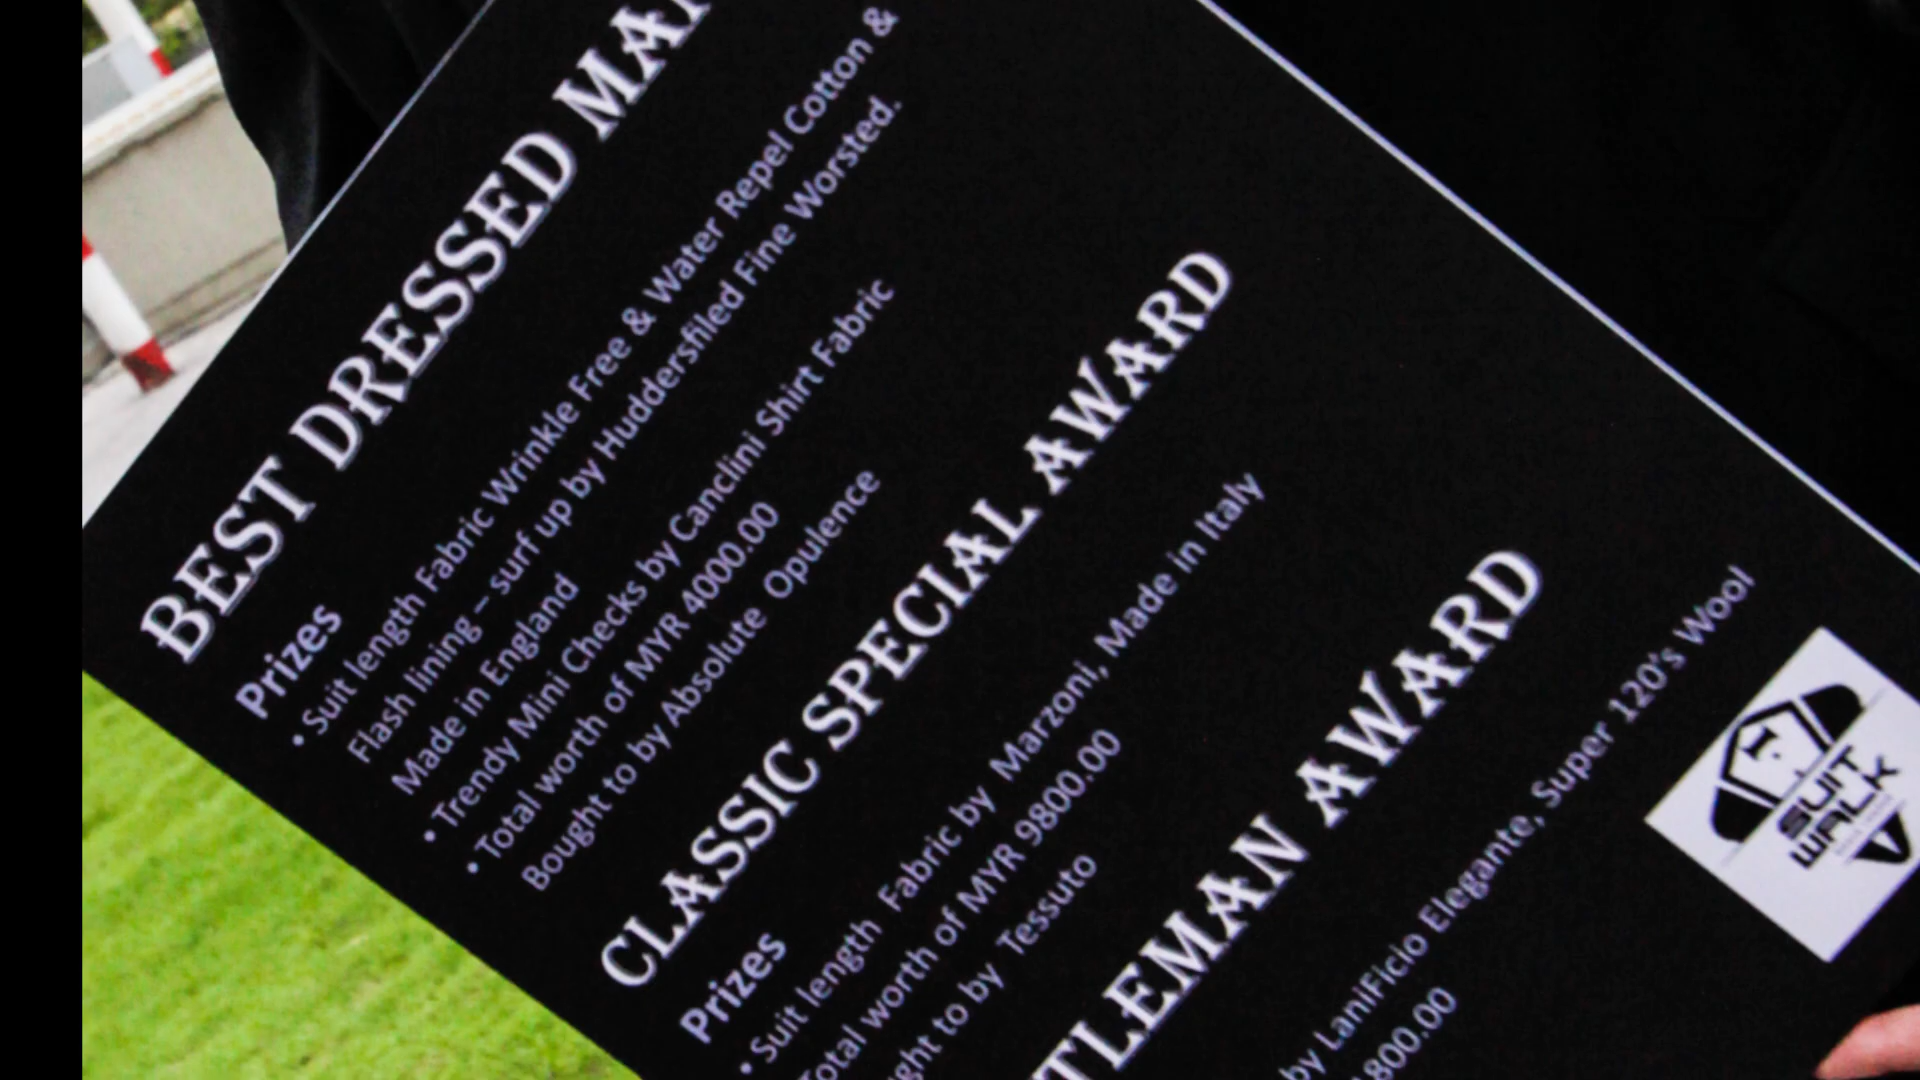 BEST DRESSED MAN
Prizes
• Suit length Fabric Wrinkle Free & Water Repel Cotton &
Flash lining – surf up by Huddersfiled Fine Worsted.
Made in England
• Trendy Mini Checks by Canclini Shirt Fabric
• Total worth of MYR 4000.00
Bought to by Absolute Opulence
CLASSIC SPECIAL AWARD
Prizes
• Suit length Fabric by Marzoni, Made in Italy
Total worth of MYR 9800.00
ght to by Tessuto
TLEMAN AWARD
by LaniFicio Elegante, Super 120's Wool
800.00
SUIT
WALK